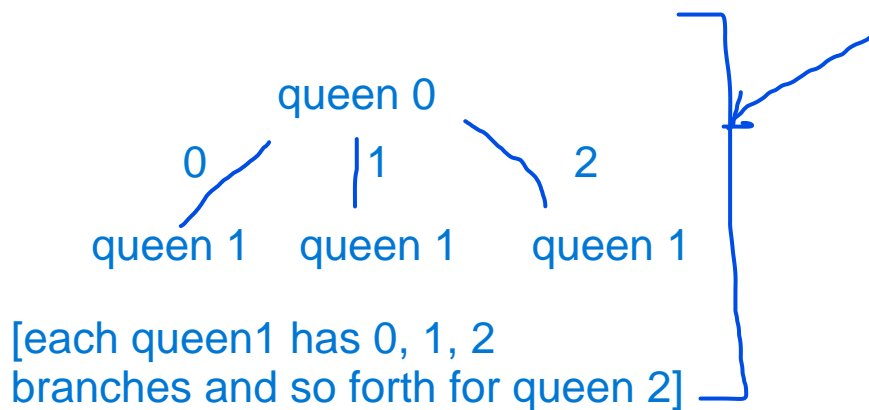 queen 0
0 1 2
queen 1 queen 1 queen 1
[each queen1 has 0, 1, 2
branches and so forth for queen 2]